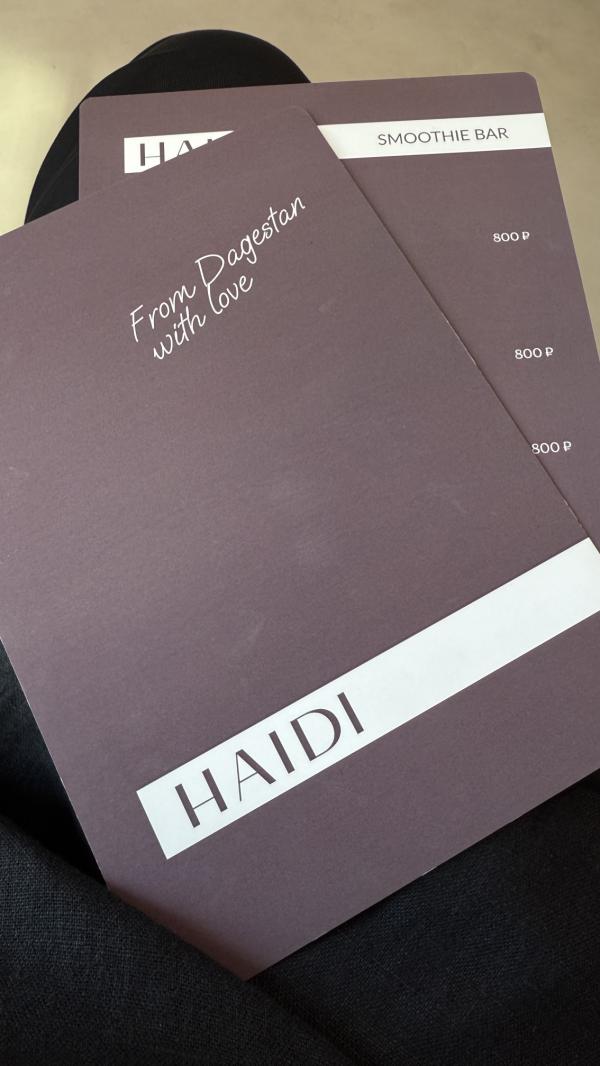 SMOOTHIE BAR
800 ₽
800 ₽
800 ₽
From Dagestan
with love
HAIDI